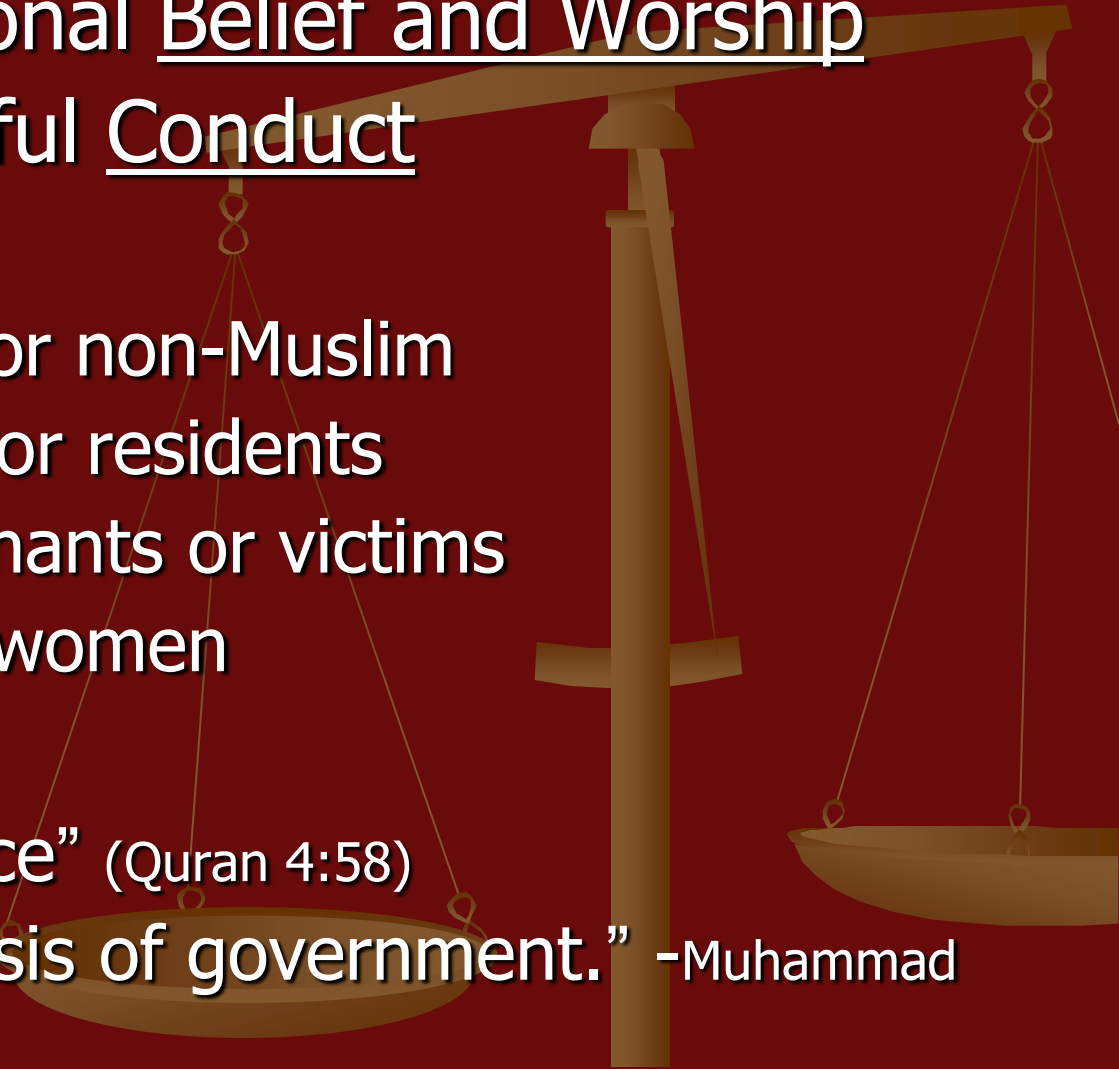 onal Belief and Worship
ful Conduct
or non-Muslim
or residents
nants or victims
women
ce” (Quran 4:58)
sis of government.” -Muhammad